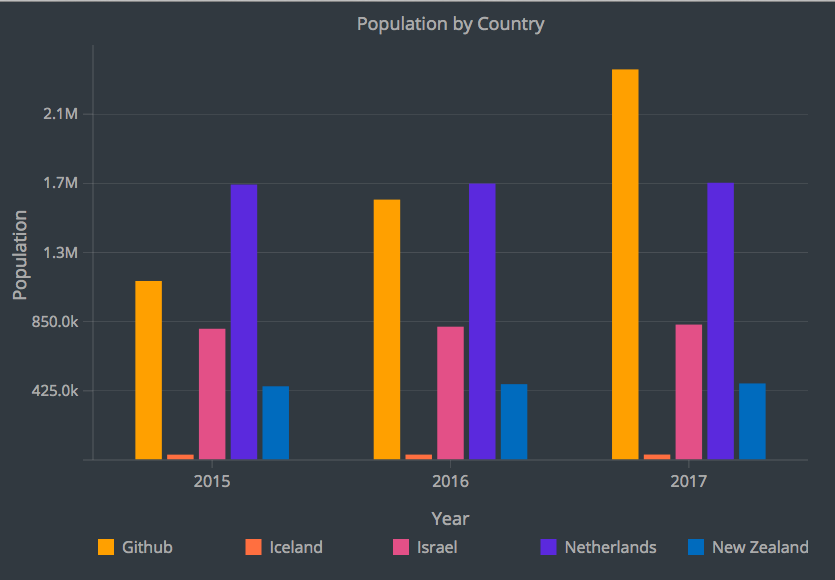 Population by Country
Population
2.1M
1.7M
1.3M
850.0k
425.0k
2015 2016 2017
Year
Github Iceland Israel Netherlands New Zealand